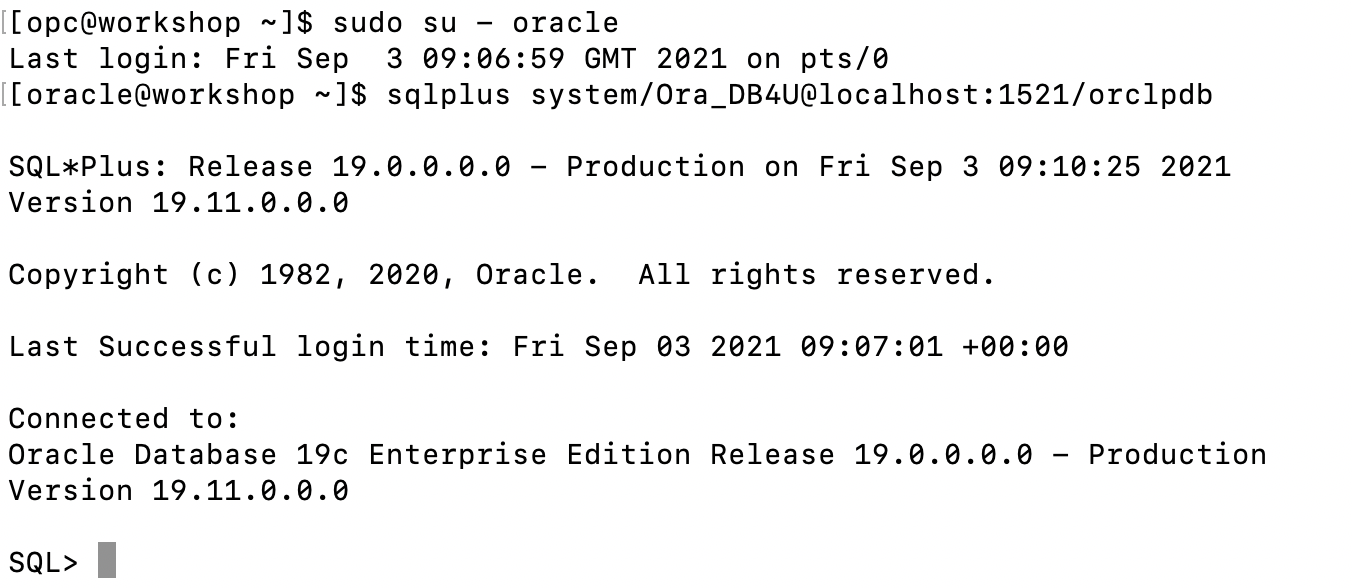 [[opc@workshop ~]$ sudo su - oracle
Last login: Fri Sep  3 09:06:59 GMT 2021 on pts/0
[[oracle@workshop ~]$ sqlplus system/Ora_DB4U@localhost:1521/orclpdb
SQL*Plus: Release 19.0.0.0.0 - Production on Fri Sep 3 09:10:25 2021
Version 19.11.0.0.0
Copyright (c) 1982, 2020, Oracle.  All rights reserved.
Last Successful login time: Fri Sep 03 2021 09:07:01 +00:00
Connected to:
Oracle Database 19c Enterprise Edition Release 19.0.0.0.0 - Production
Version 19.11.0.0.0
SQL>